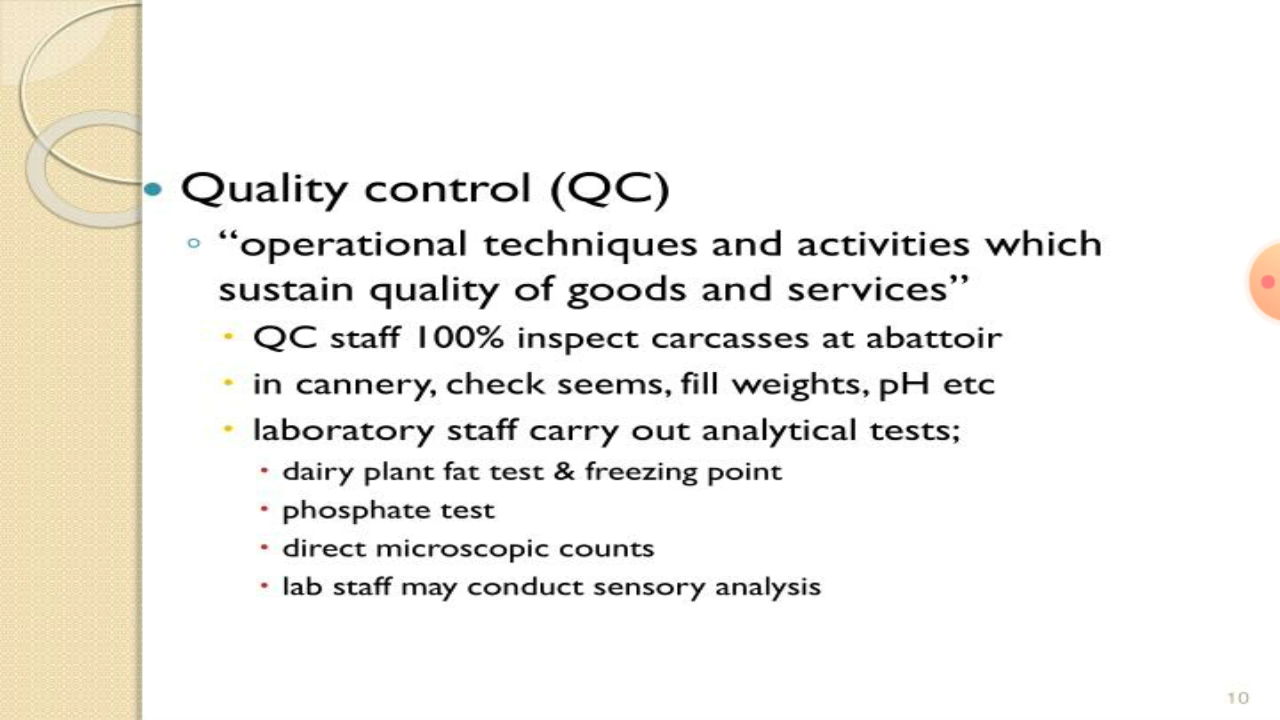 Quality control (QC)
“operational techniques and activities which
sustain quality of goods and services”
QC staff 100% inspect carcasses at abattoir
in cannery, check seems, fill weights, pH etc
laboratory staff carry out analytical tests;
dairy plant fat test & freezing point
phosphate test
direct microscopic counts
lab staff may conduct sensory analysis
10